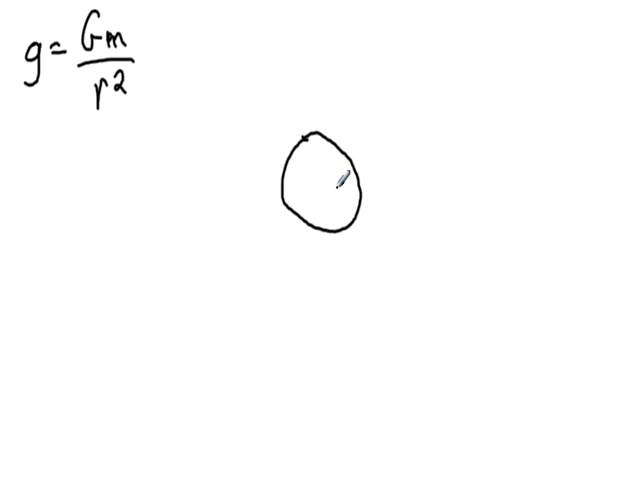 g = Gm / r²